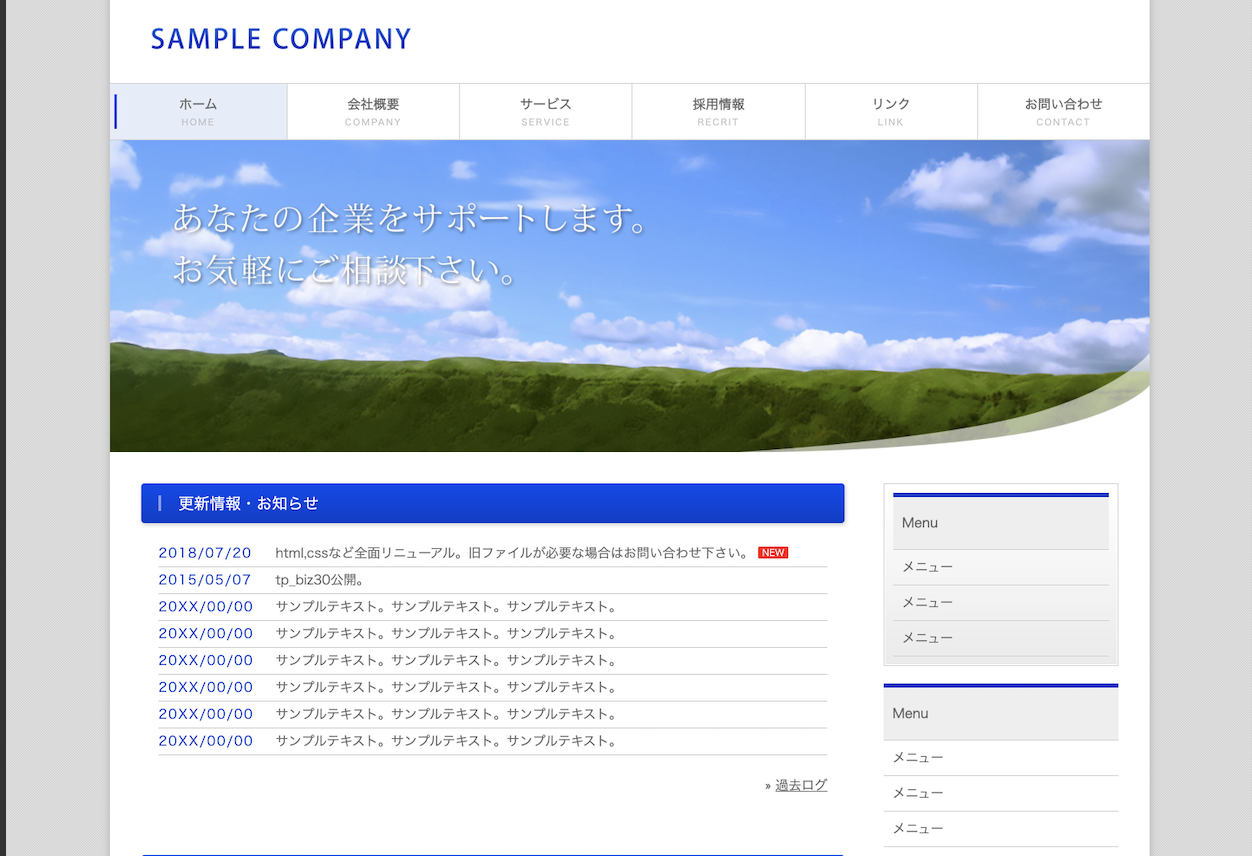 SAMPLE COMPANY
ホーム
HOME
会社概要
COMPANY
サービス
SERVICE
採用情報
RECRIT
リンク
LINK
お問い合わせ
CONTACT
あなたの企業をサポートします。
お気軽にご相談下さい。
更新情報・お知らせ
2018/07/20 html,cssなど全面リニューアル。旧ファイルが必要な場合はお問い合わせ下さい。 NEW
2015/05/07 tp_biz30公開。
20XX/00/00 サンプルテキスト。サンプルテキスト。サンプルテキスト。
20XX/00/00 サンプルテキスト。サンプルテキスト。サンプルテキスト。
20XX/00/00 サンプルテキスト。サンプルテキスト。サンプルテキスト。
20XX/00/00 サンプルテキスト。サンプルテキスト。サンプルテキスト。
20XX/00/00 サンプルテキスト。サンプルテキスト。サンプルテキスト。
20XX/00/00 サンプルテキスト。サンプルテキスト。サンプルテキスト。
» 過去ログ
Menu
メニュー
メニュー
メニュー
Menu
メニュー
メニュー
メニュー